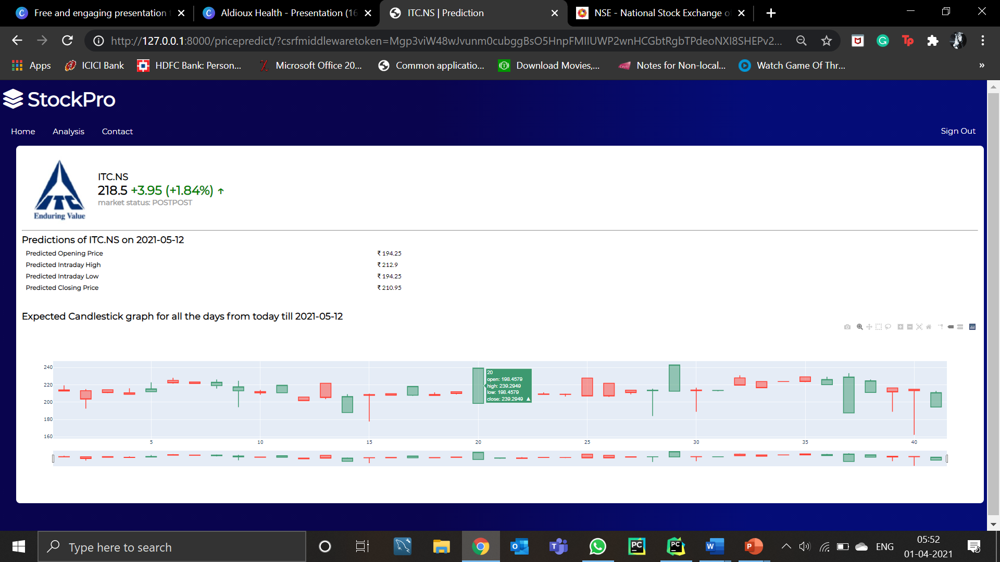 Free and engaging presentation t
Aldioux Health - Presentation (16
ITC.NS | Prediction
NSE - National Stock Exchange of
http://127.0.0.1:8000/pricepredict/?csrfmiddlewaretoken=Mgp3viW48wJvunm0cubggBsO5HnpFMIIUWP2wnHCGbtRgbTPdeoNXI8SHEPv2...
Apps
ICICI Bank
HDFC Bank: Person...
Microsoft Office 20...
Common applicatio...
Download Movies,...
Notes for Non-local...
Watch Game Of Thr...
»
StockPro
Home
Analysis
Contact
Sign Out
ITC
Enduring Value
ITC.NS
218.5 +3.95 (+1.84%) ↑
market status: POSTPOST
Predictions of ITC.NS on 2021-05-12
Predicted Opening Price ₹ 194.25
Predicted Intraday High ₹ 212.9
Predicted Intraday Low ₹ 194.25
Predicted Closing Price ₹ 210.95
Expected Candlestick graph for all the days from today till 2021-05-12
240
220
200
180
160
20
open: 198.4579
high: 239.2949
low: 198.4579
close: 239.2949 ▲
5 10 15 20 25 30 35 40
Type here to search
ENG
05:52
01-04-2021